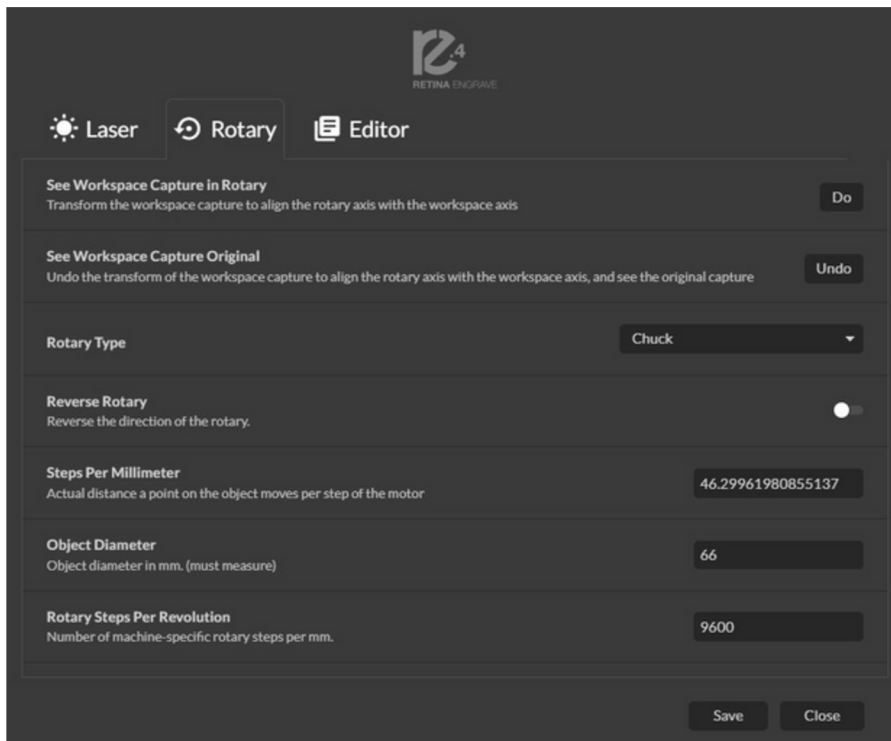 re.4
RETINA ENGRAVE
Laser
Rotary
Editor
See Workspace Capture in Rotary
Transform the workspace capture to align the rotary axis with the workspace axis
Do
See Workspace Capture Original
Undo the transform of the workspace capture to align the rotary axis with the workspace axis, and see the original capture
Undo
Rotary Type
Chuck
Reverse Rotary
Reverse the direction of the rotary.
Steps Per Millimeter
Actual distance a point on the object moves per step of the motor
46.29961980855137
Object Diameter
Object diameter in mm. (must measure)
66
Rotary Steps Per Revolution
Number of machine-specific rotary steps per mm.
9600
Save
Close